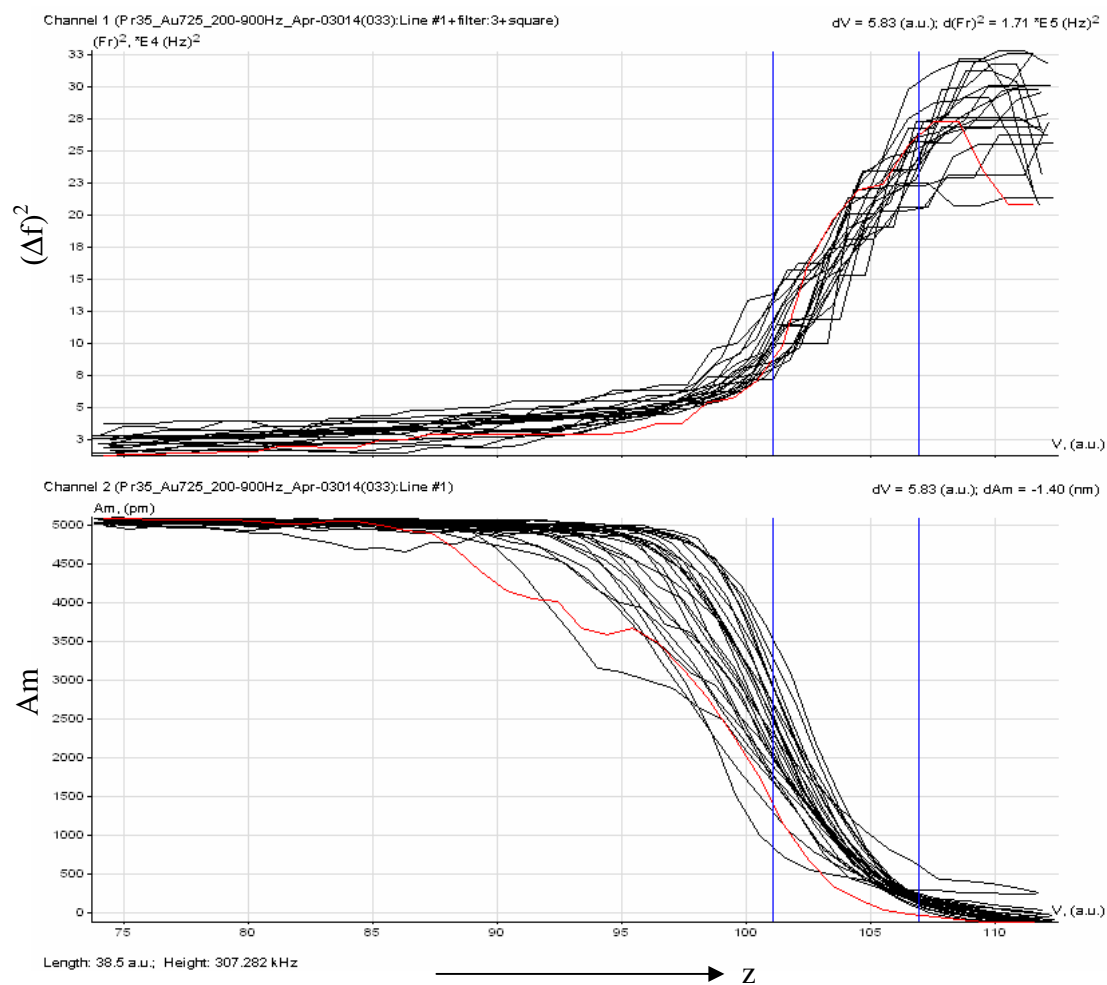 Channel 1 (Pr35_Au725_200-900Hz_Apr-03014(033):Line #1+filter:3+square) dV = 5.83 (a.u.); d(Fr)² = 1.71 *E5 (Hz)²
(Fr)², *E4 (Hz)²
33
30
28
25
23
20
18
15
13
10
8
5
3
V, (a.u.)
(Δf)²
Channel 2 (Pr35_Au725_200-900Hz_Apr-03014(033):Line #1) dV = 5.83 (a.u.); dAm = -1.40 (nm)
Am, (pm)
5000
4500
4000
3500
3000
2500
2000
1500
1000
500
0
V, (a.u.)
Am
75 80 85 90 95 100 105 110
Length: 38.5 a.u.; Height: 307.282 kHz
z